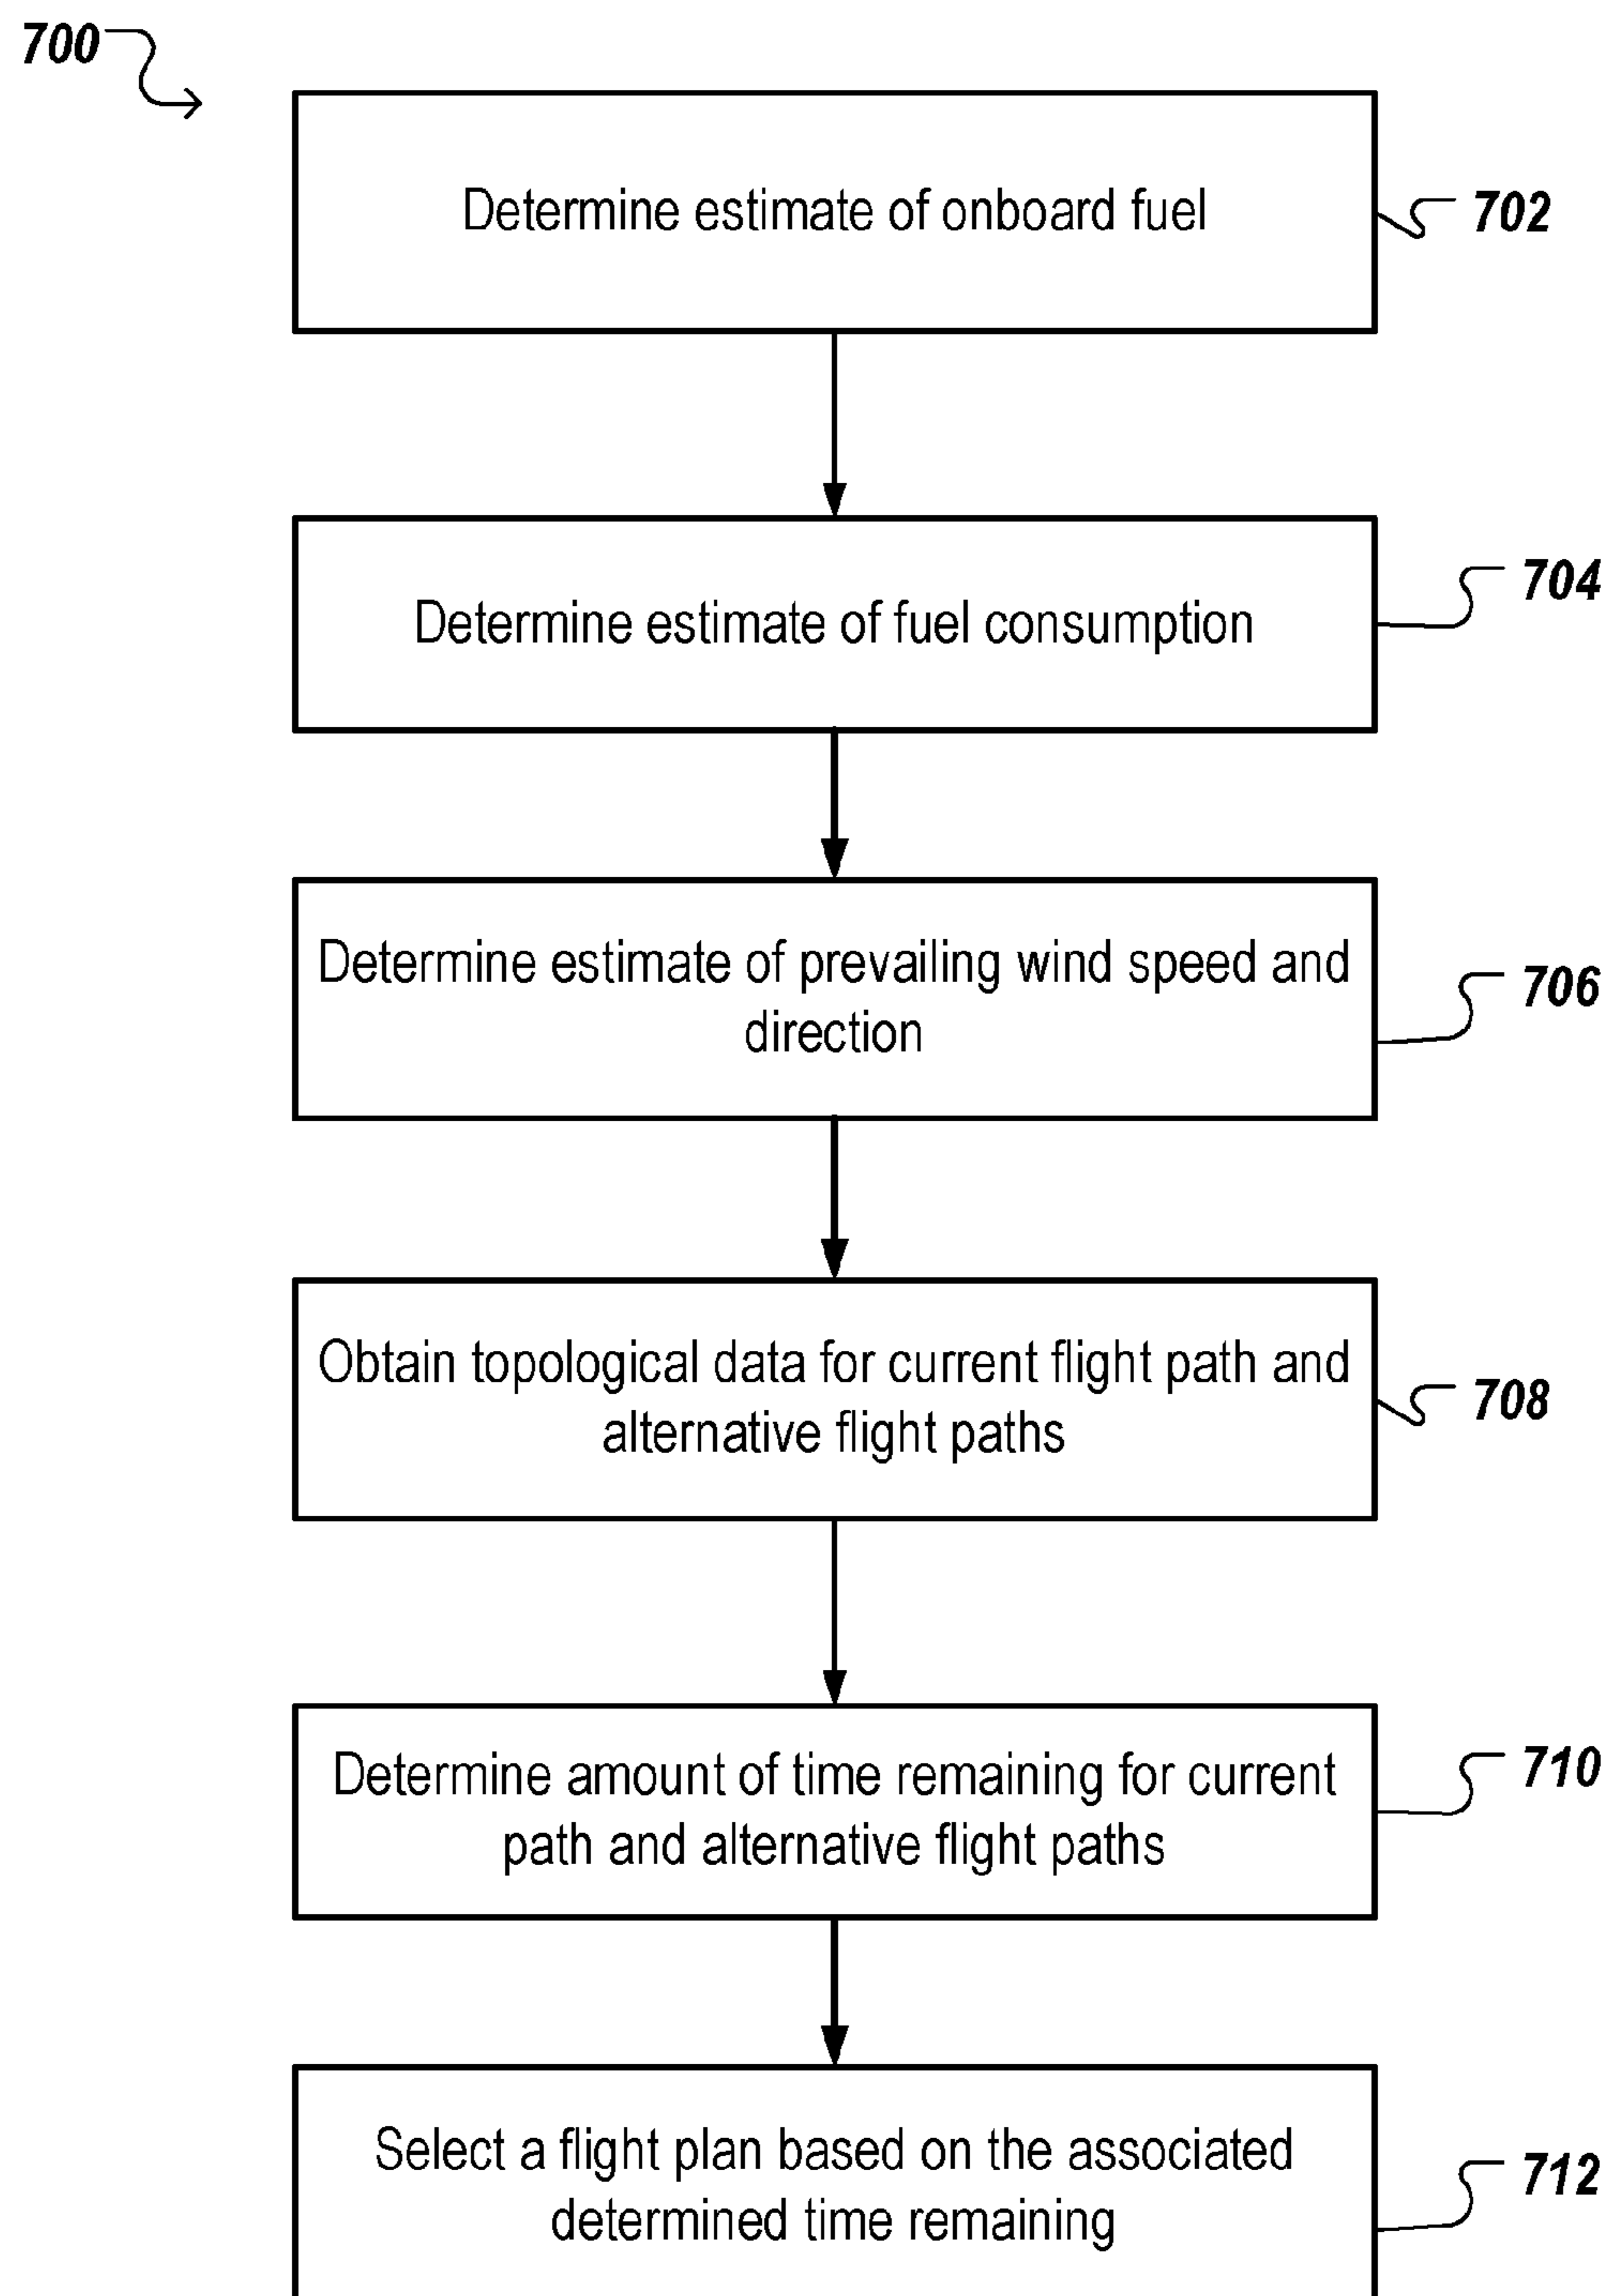 700
Determine estimate of onboard fuel
702
Determine estimate of fuel consumption
704
Determine estimate of prevailing wind speed and
direction
706
Obtain topological data for current flight path and
alternative flight paths
708
Determine amount of time remaining for current
path and alternative flight paths
710
Select a flight plan based on the associated
determined time remaining
712